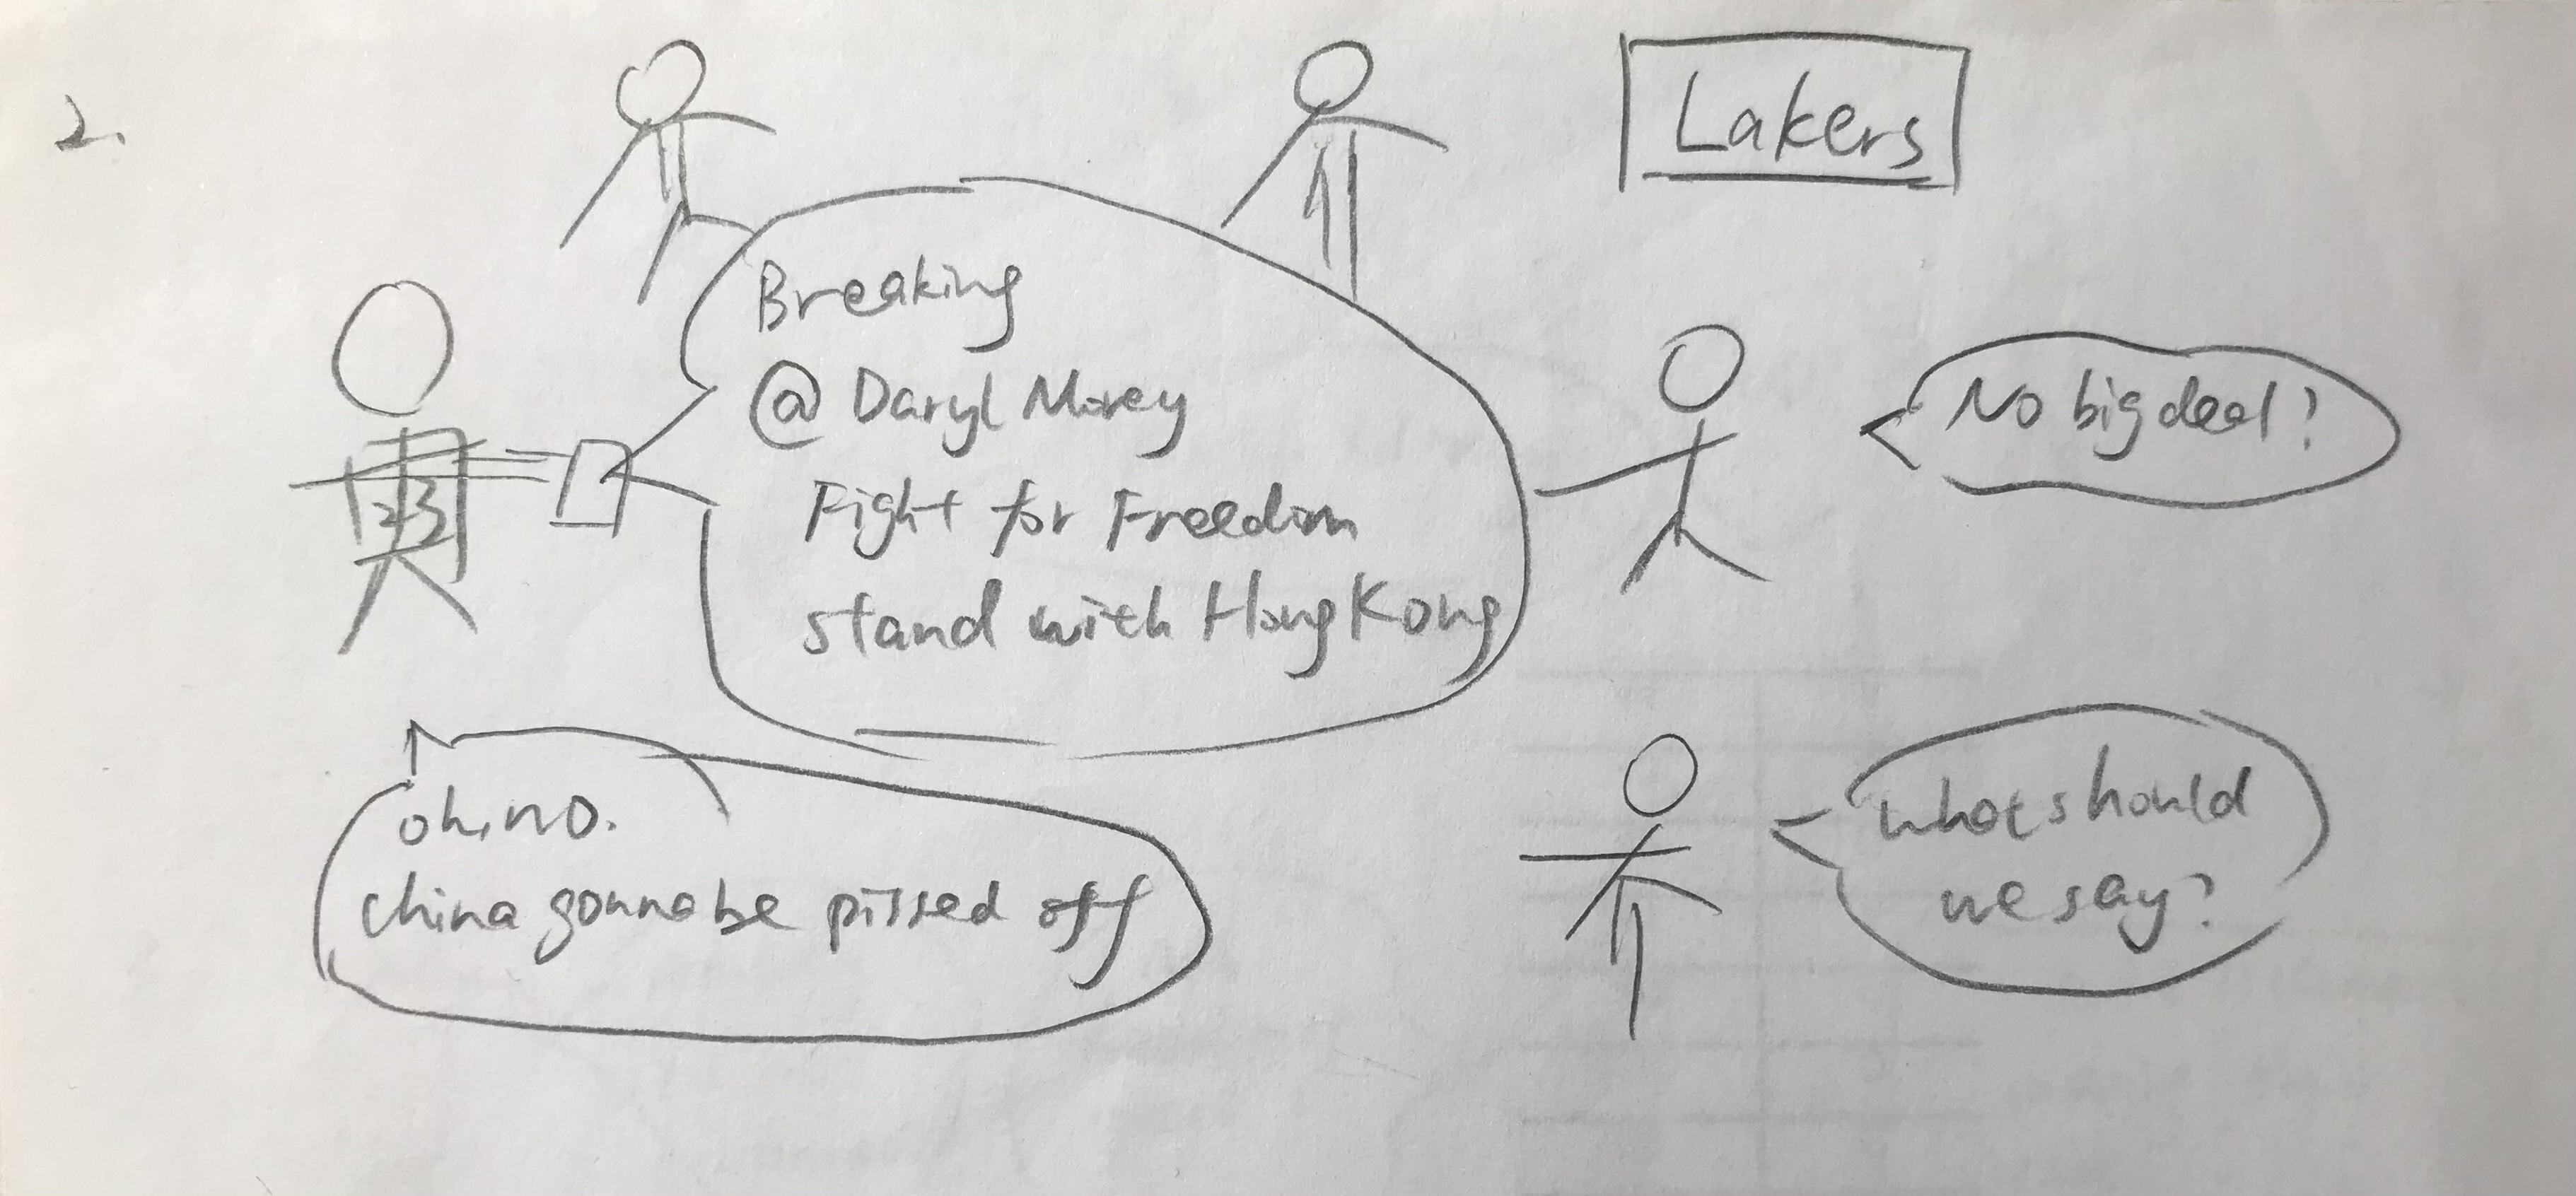 2.
Lakers
Breaking
@ Daryl Morey
Fight for Freedom
stand with Hong Kong
23
No big deal?
oh, no.
china gonna be pissed off
what should
we say?